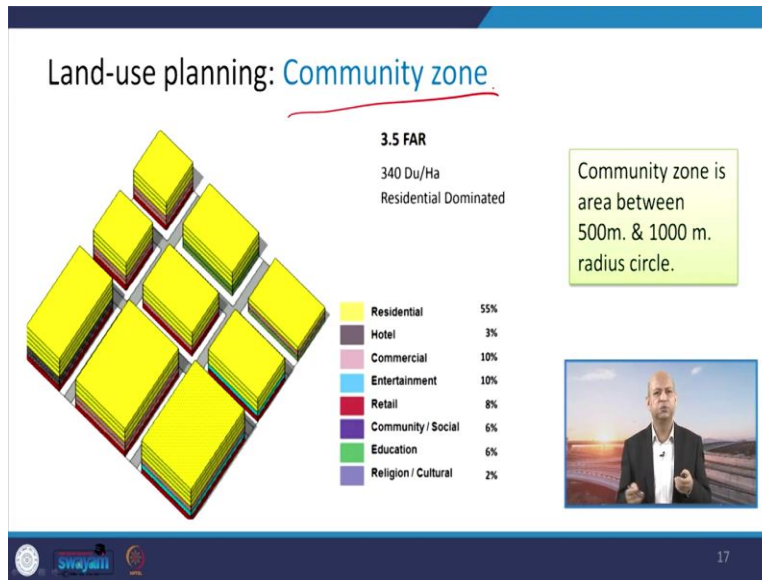 Land-use planning: Community zone
3.5 FAR
340 Du/Ha
Residential Dominated
Community zone is
area between
500m. & 1000 m.
radius circle.
Residential 55%
Hotel 3%
Commercial 10%
Entertainment 10%
Retail 8%
Community / Social 6%
Education 6%
Religion / Cultural 2%
swayam
17